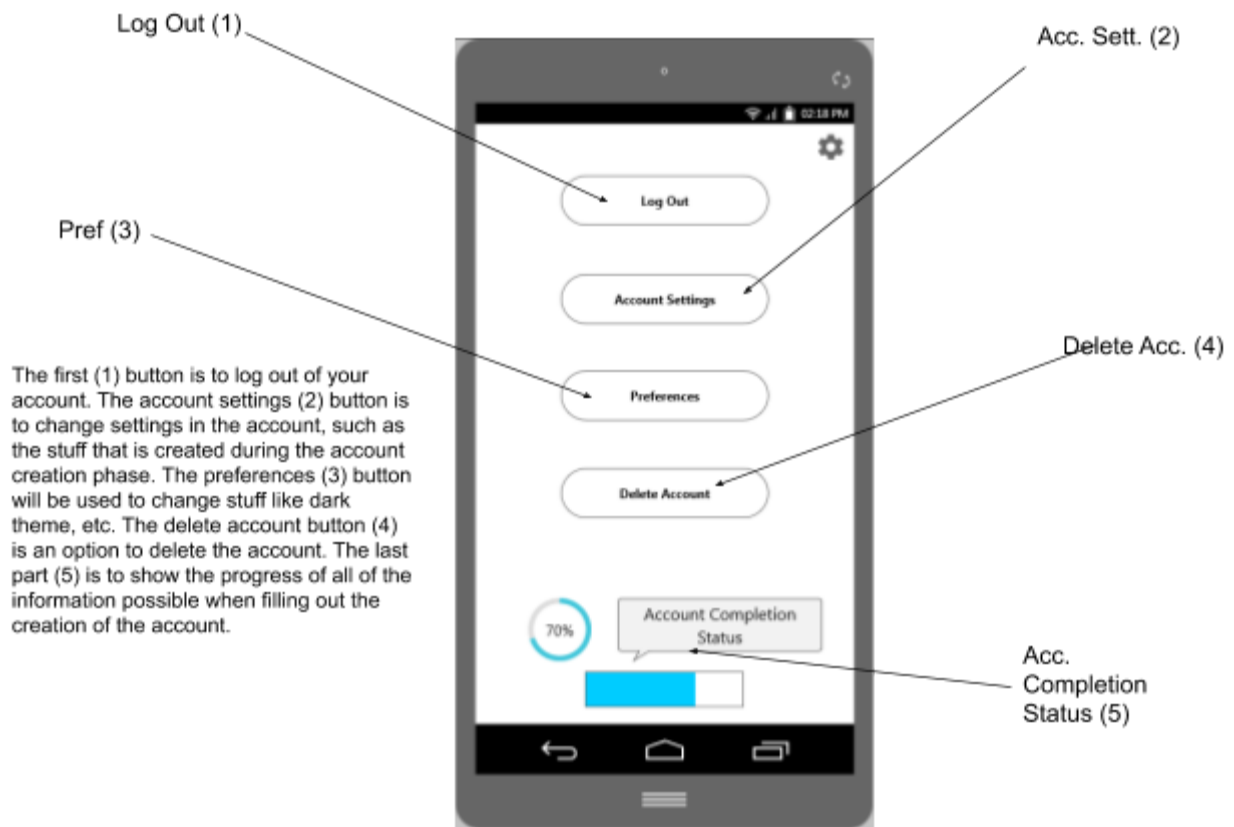 Log Out (1)
Acc. Sett. (2)
02:18 PM
Log Out
Pref (3)
Account Settings
Delete Acc. (4)
The first (1) button is to log out of your
account. The account settings (2) button is
to change settings in the account, such as
the stuff that is created during the account
creation phase. The preferences (3) button
will be used to change stuff like dark
theme, etc. The delete account button (4)
is an option to delete the account. The last
part (5) is to show the progress of all of the
information possible when filling out the
creation of the account.
Preferences
Delete Account
70%
Account Completion
Status
Acc.
Completion
Status (5)